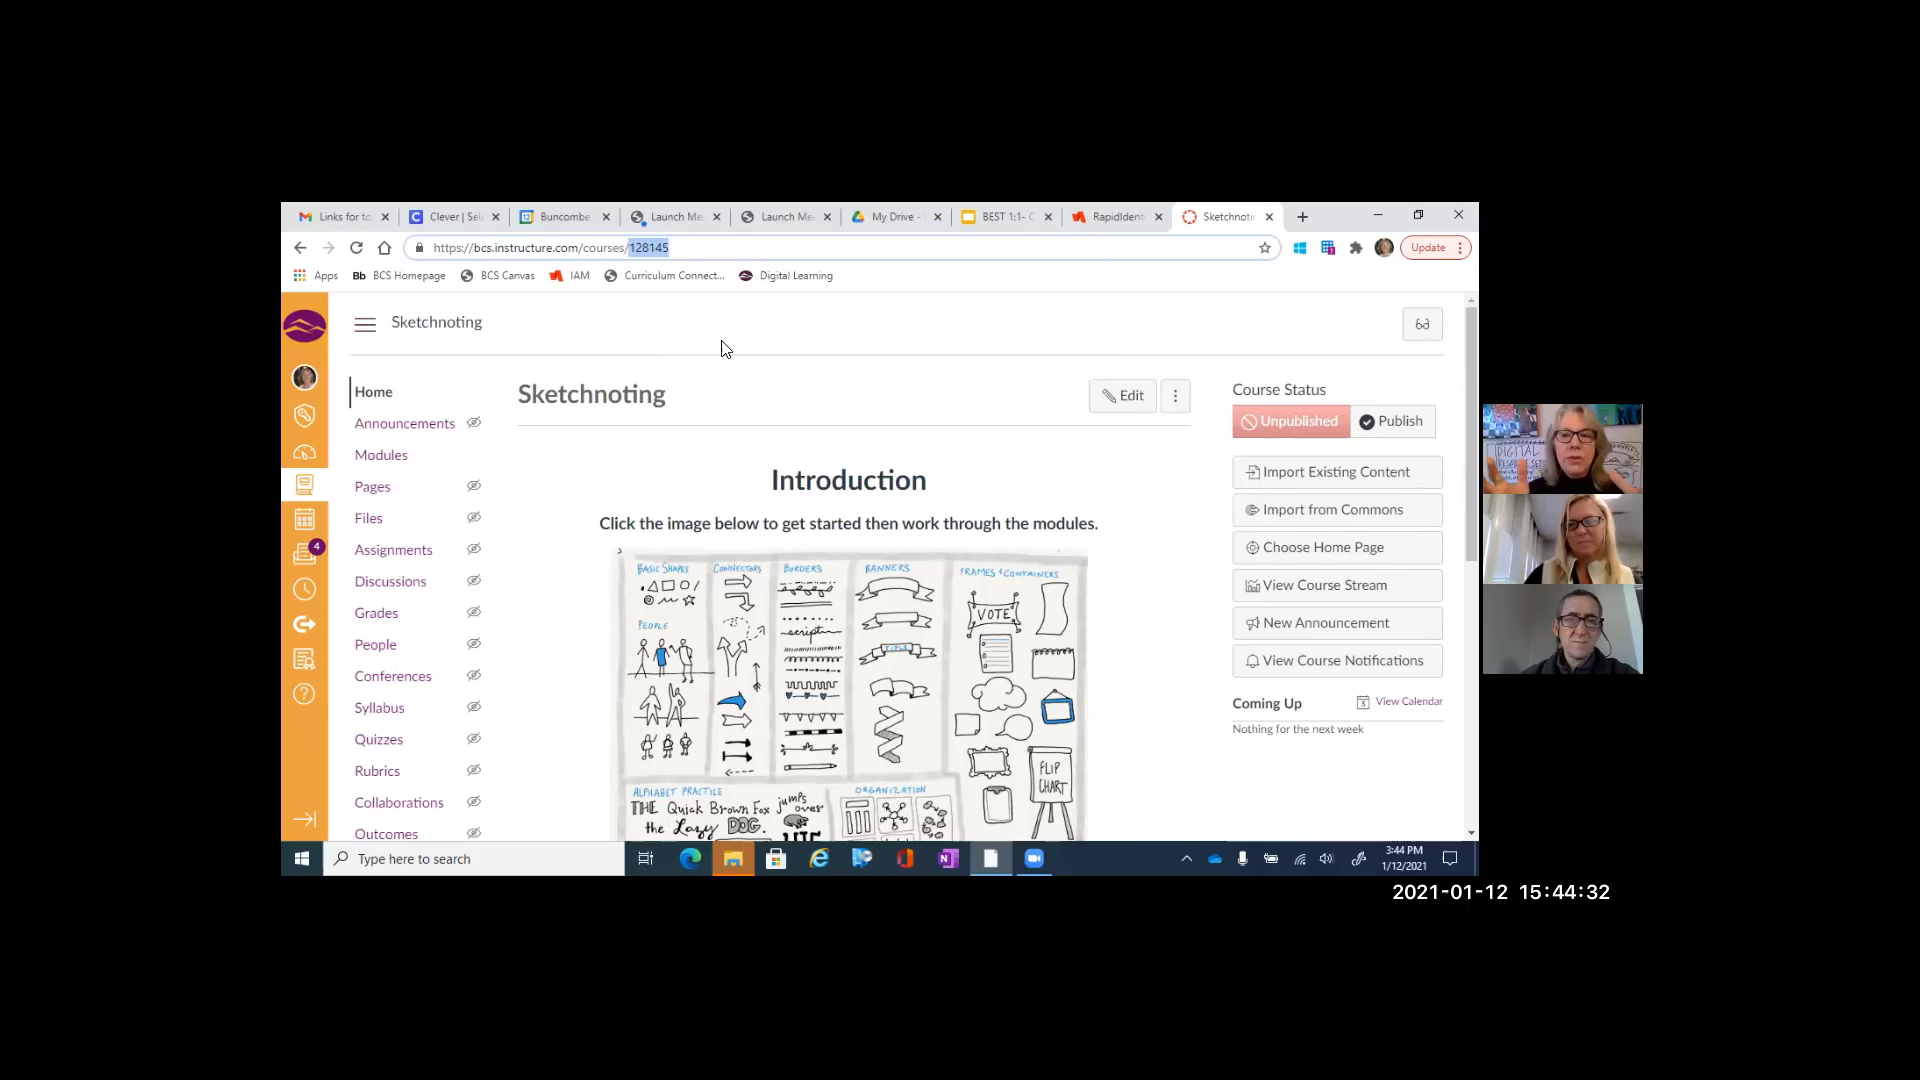 Links for to
Clever | Sel
Buncombe
Launch Me
Launch Me
My Drive -
BEST 1:1- C
RapidIdent
Sketchnoti
https://bcs.instructure.com/courses/128145
Update
Apps
Bb BCS Homepage
BCS Canvas
IAM
Curriculum Connect...
Digital Learning
Sketchnoting
4
Home
Announcements
Modules
Pages
Files
Assignments
Discussions
Grades
People
Conferences
Syllabus
Quizzes
Rubrics
Collaborations
Outcomes
Sketchnoting
Edit
Introduction
Click the image below to get started then work through the modules.
BASIC SHAPES
CONNECTORS
BORDERS
BANNERS
FRAMES + CONTAINERS
PEOPLE
scripty
TITLE
VOTE
FLIP
CHART
ALPHABET PRACTICE
THE Quick Brown Fox jumps over
the Lazy DOG.
ORGANIZATION
Course Status
Unpublished
Publish
Import Existing Content
Import from Commons
Choose Home Page
View Course Stream
New Announcement
View Course Notifications
Coming Up
View Calendar
Nothing for the next week
DIGITAL
Type here to search
3:44 PM
1/12/2021
2021-01-12 15:44:32